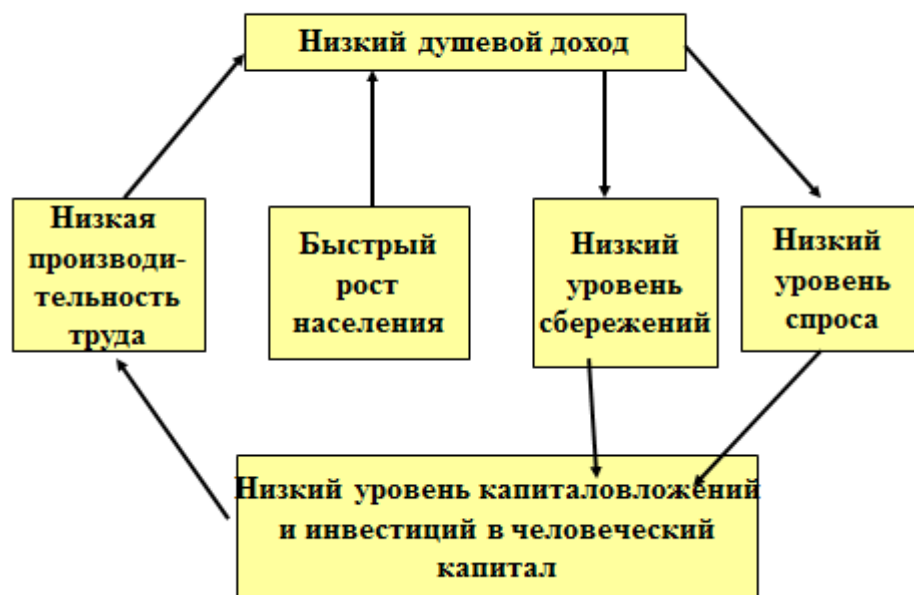 Низкий душевой доход
Низкая
производи-
тельность
труда
Быстрый
рост
населения
Низкий
уровень
сбережений
Низкий
уровень
спроса
Низкий уровень капиталовложений
и инвестиций в человеческий
капитал